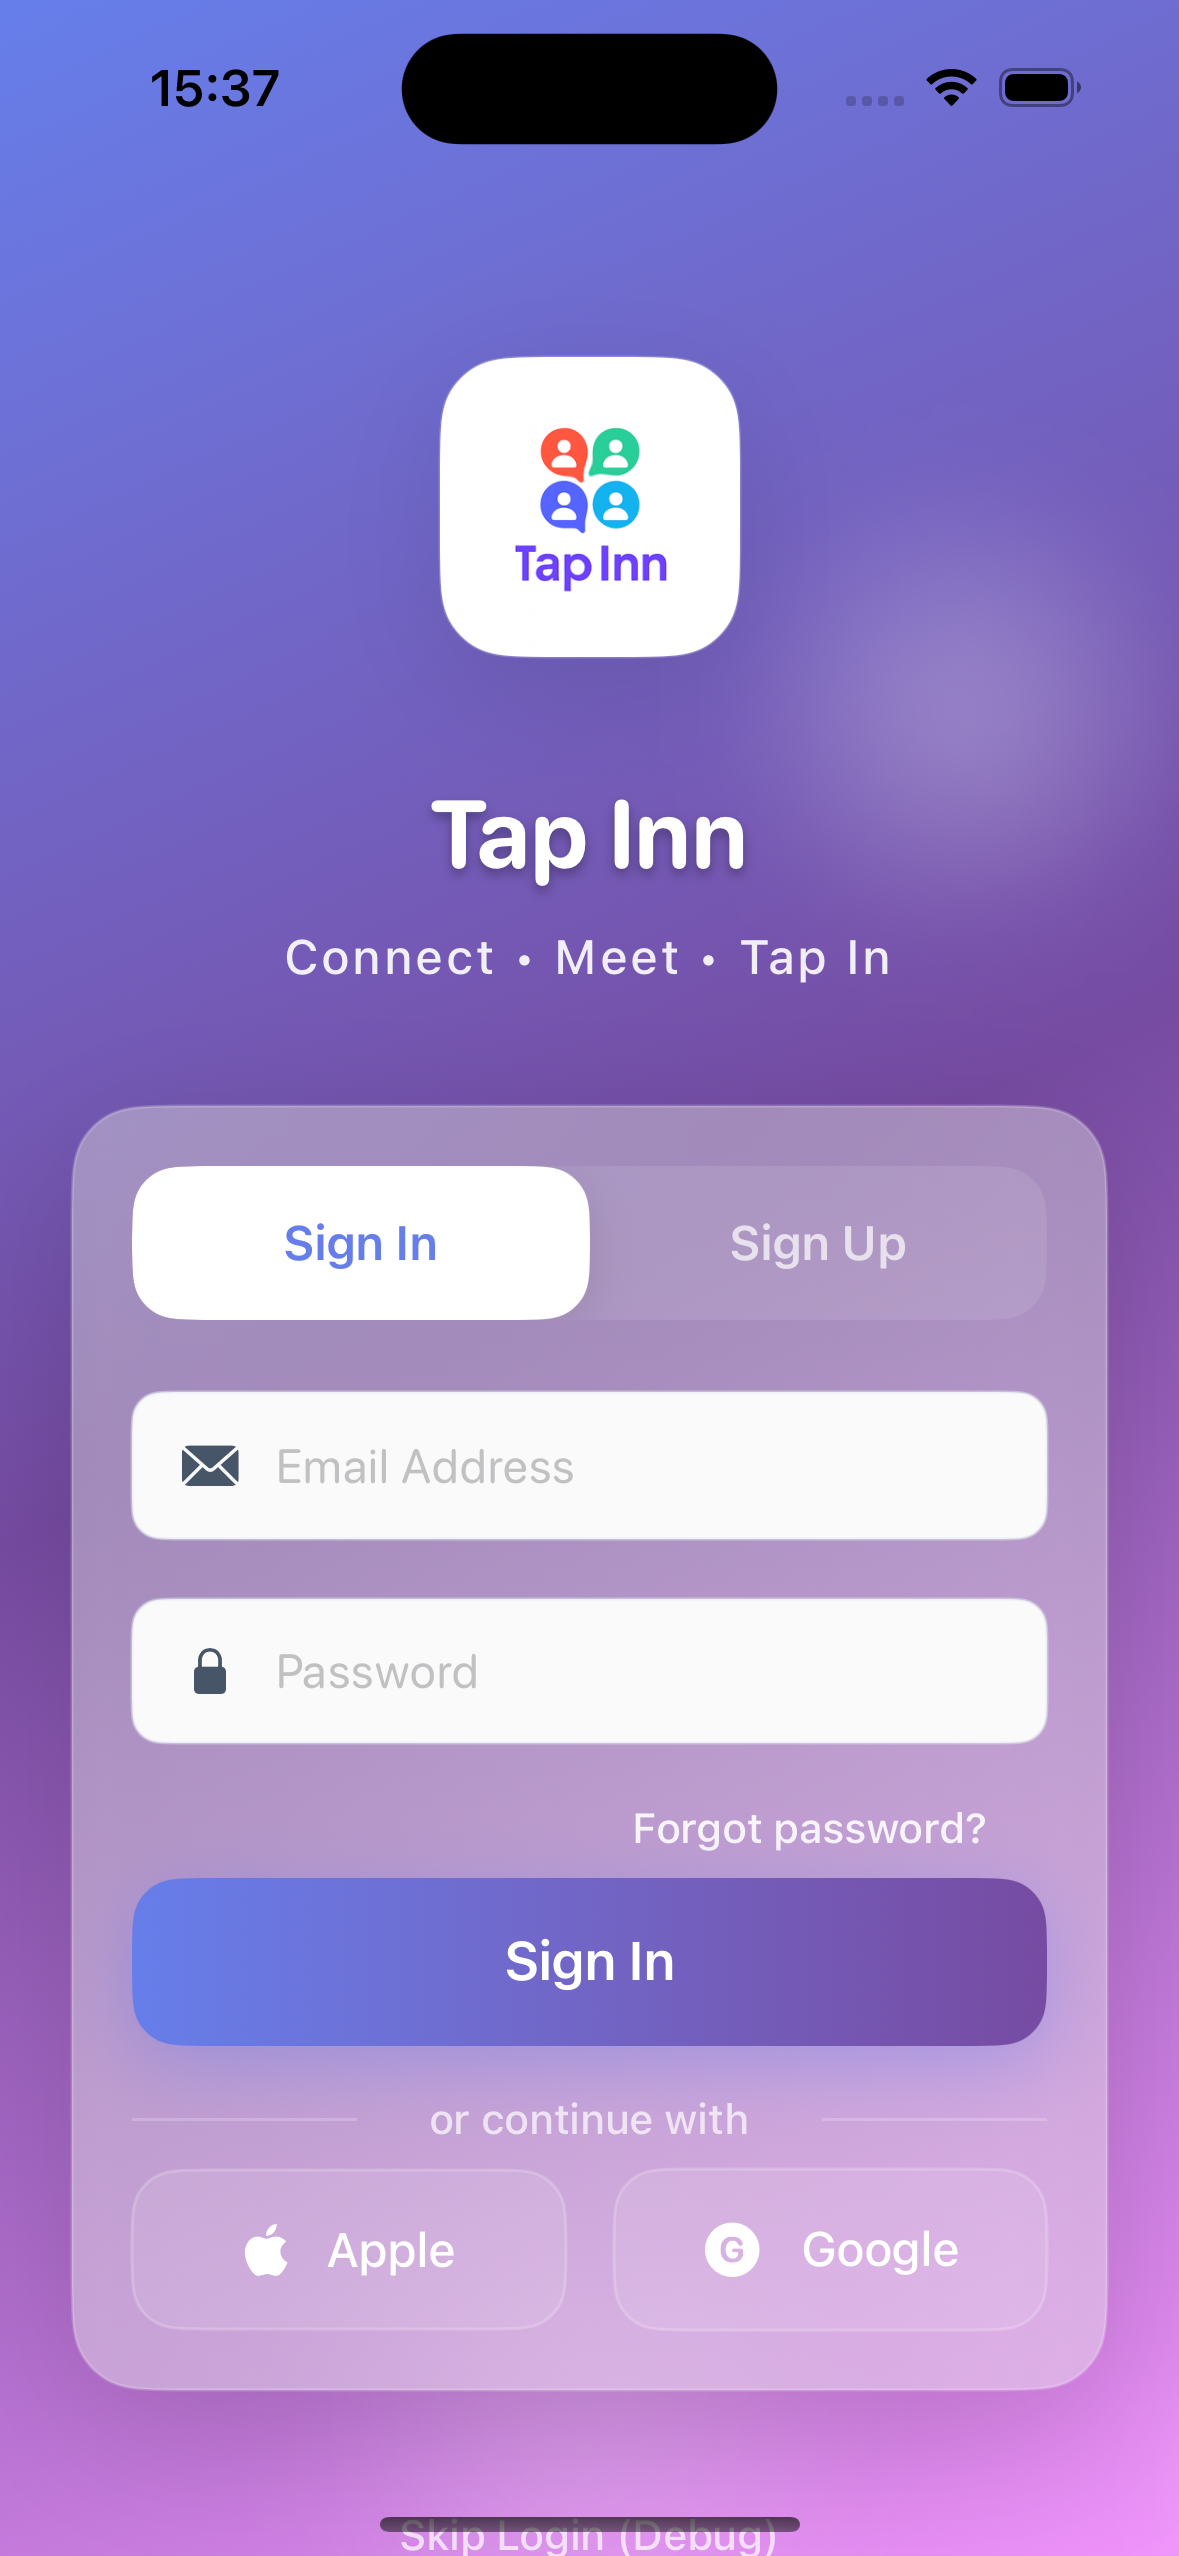 15:37
Tap Inn
Tap Inn
Connect • Meet • Tap In
Sign In
Sign Up
Email Address
Password
Forgot password?
Sign In
or continue with
Apple
G Google
Skip Login (Debug)